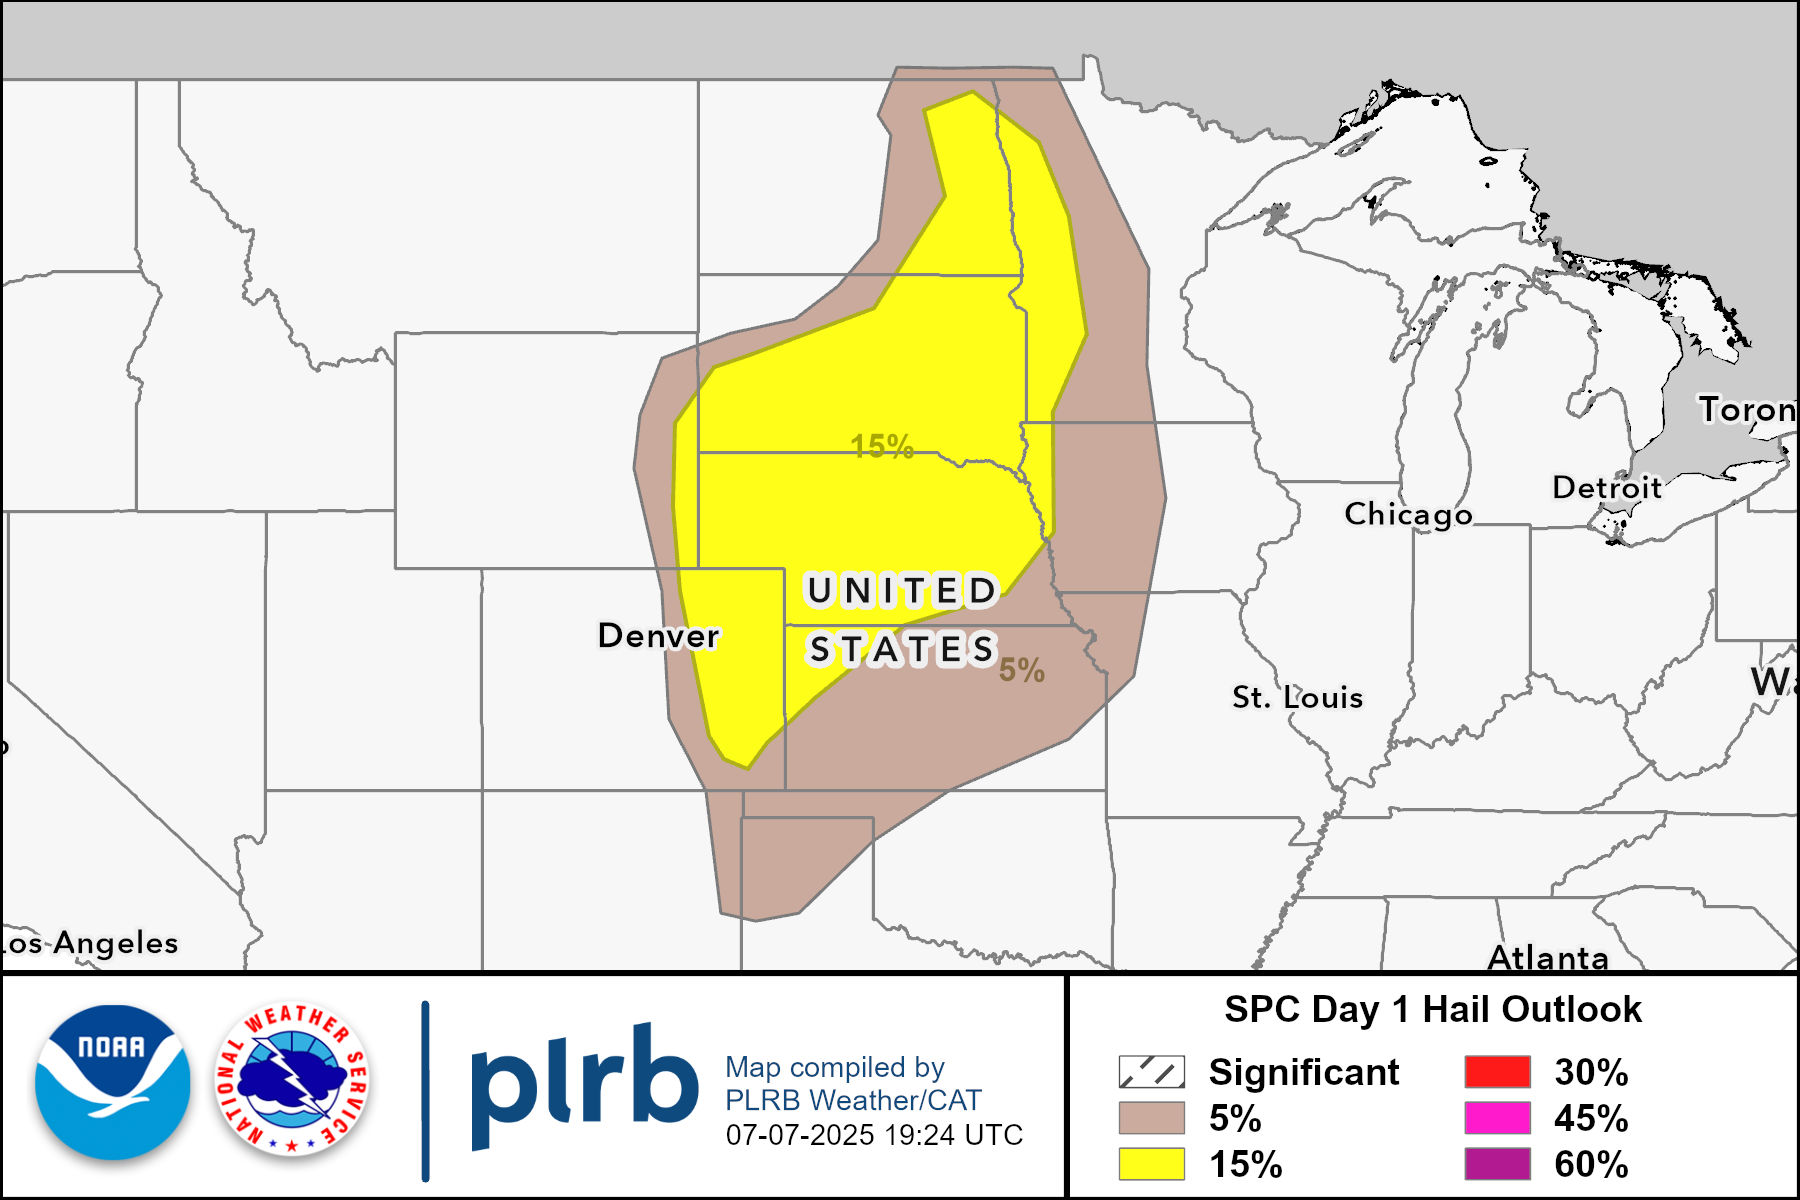 Toron
Detroit
Chicago
15%
UNITED
STATES
Denver
5%
St. Louis
Wa
Los Angeles
Atlanta
NOAA
NATIONAL WEATHER SERVICE
plrb
Map compiled by
PLRB Weather/CAT
07-07-2025 19:24 UTC
SPC Day 1 Hail Outlook
Significant
5%
15%
30%
45%
60%